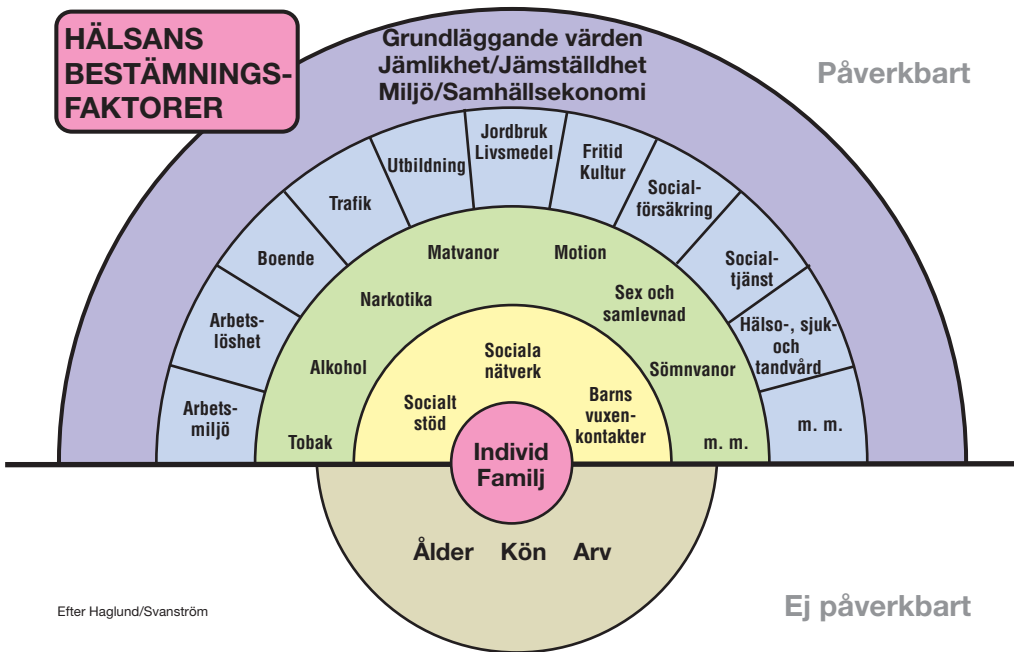 HÄLSANS
BESTÄMNINGS-
FAKTORER
Grundläggande värden
Jämlikhet/Jämställdhet
Miljö/Samhällsekonomi
Påverkbart
Arbets-
miljö
Arbets-
löshet
Boende
Trafik
Utbildning
Jordbruk
Livsmedel
Fritid
Kultur
Social-
försäkring
Social-
tjänst
Hälso-, sjuk-
och
tandvård
m. m.
Tobak
Alkohol
Narkotika
Matvanor
Motion
Sex och
samlevnad
Sömnvanor
m. m.
Socialt
stöd
Sociala
nätverk
Barns
vuxen-
kontakter
Individ
Familj
Ålder Kön Arv
Efter Haglund/Svanström
Ej påverkbart